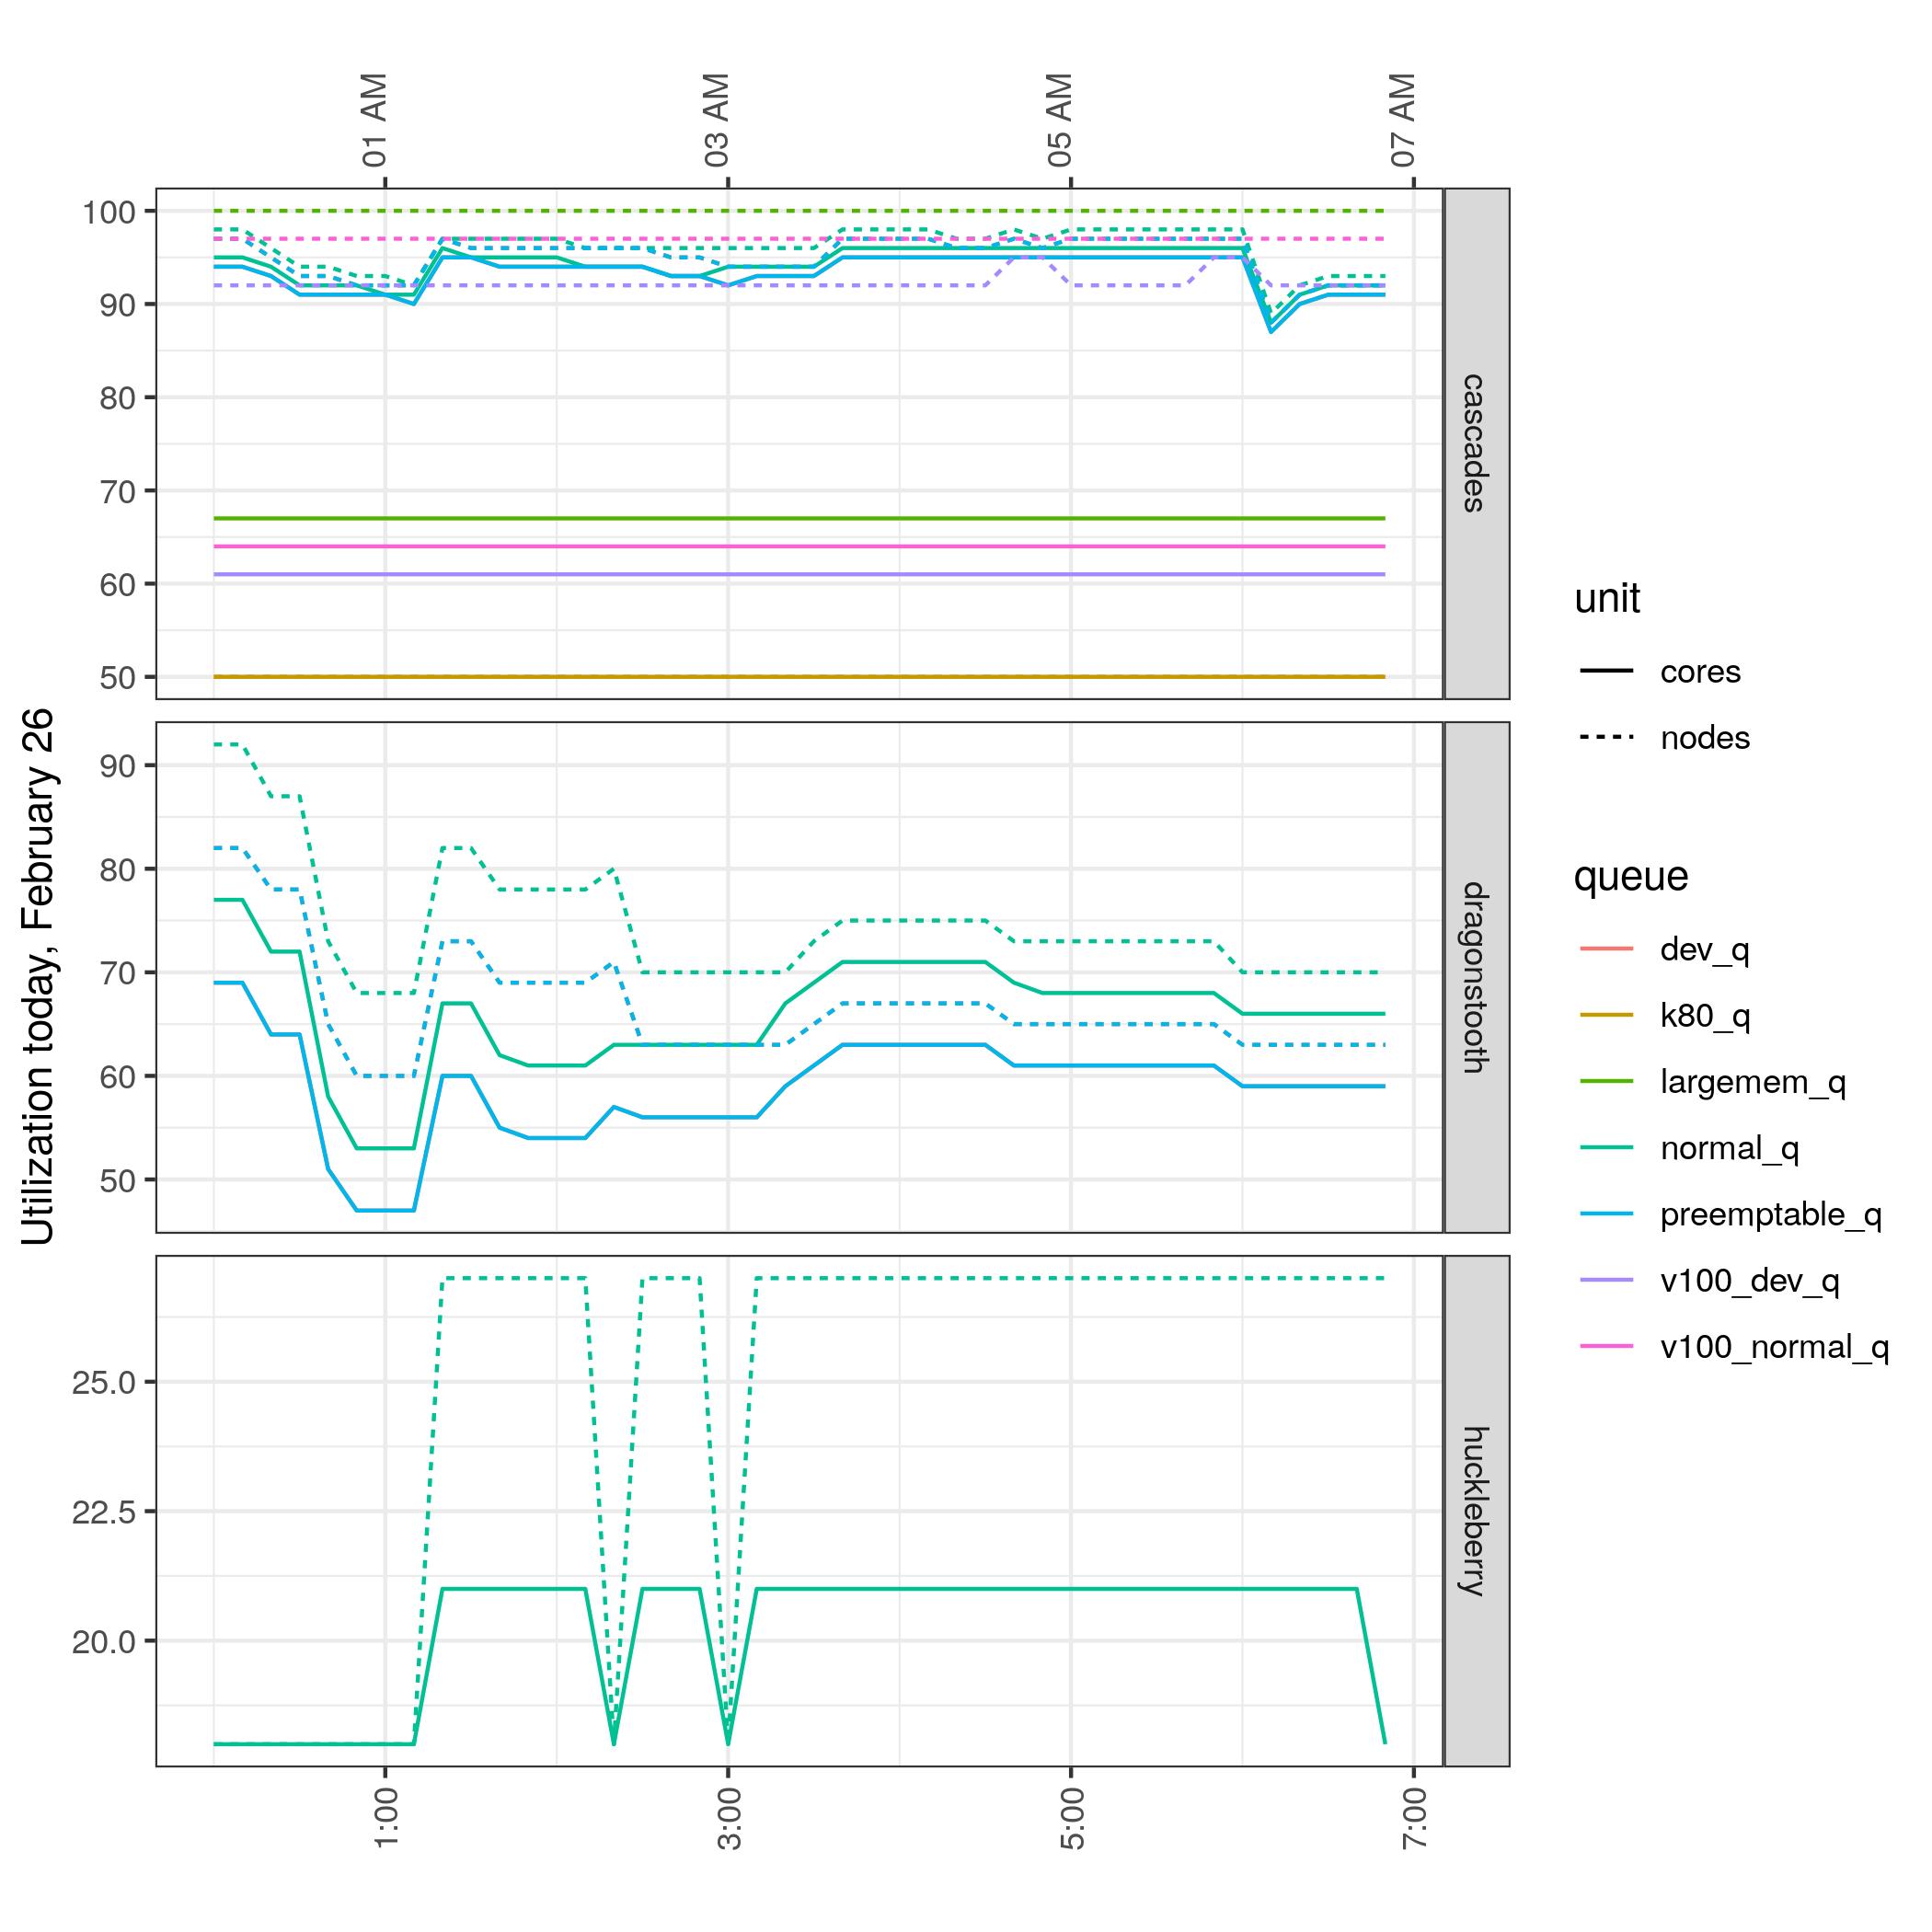 01 AM
03 AM
05 AM
07 AM
Utilization today, February 26
100
90
80
70
60
50
cascades
90
80
70
60
50
dragonstooth
25.0
22.5
20.0
huckleberry
1:00
3:00
5:00
7:00
unit
cores
nodes
queue
dev_q
k80_q
largemem_q
normal_q
preemptable_q
v100_dev_q
v100_normal_q